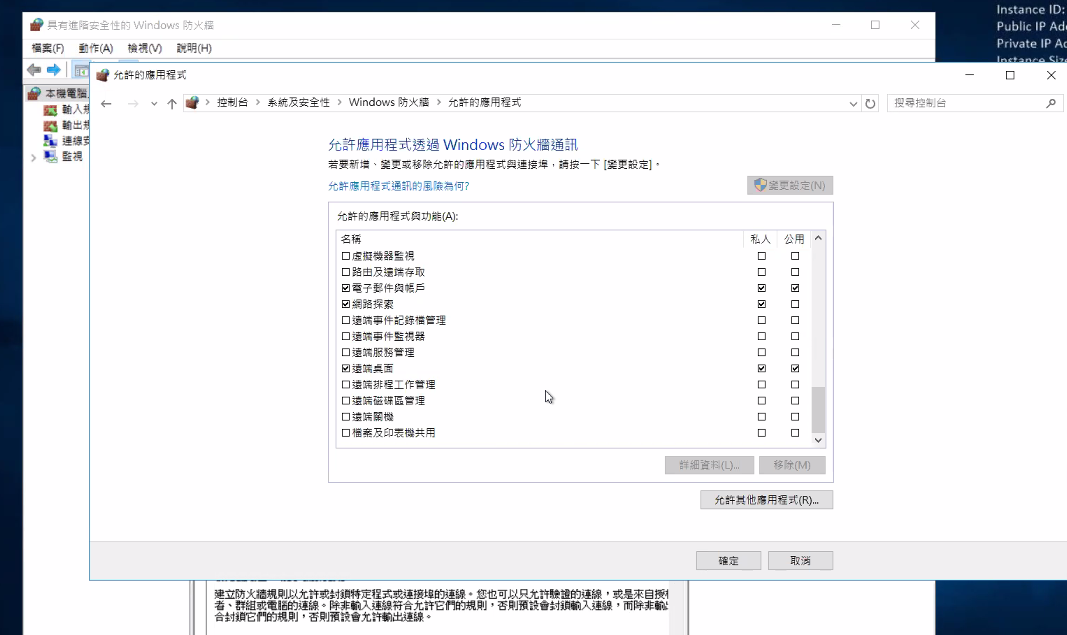 Instance ID:
Public IP Add
Private IP Ad
Instance Size
具有進階安全性的 Windows 防火牆
檔案(F) 動作(A) 檢視(V) 說明(H)
本機電腦
輸入規
輸出規
連線安
監視
允許的應用程式
控制台 > 系統及安全性 > Windows 防火牆 > 允許的應用程式
搜尋控制台
允許應用程式透過 Windows 防火牆通訊
若要新增、變更或移除允許的應用程式與連接埠，請按一下 [變更設定]。
允許應用程式通訊的風險為何?
變更設定(N)
允許的應用程式與功能(A):
名稱 私人 公用
虛擬機器監視
路由及遠端存取
電子郵件與帳戶
網路探索
遠端事件記錄檔管理
遠端事件監視器
遠端服務管理
遠端桌面
遠端排程工作管理
遠端磁碟區管理
遠端關機
檔案及印表機共用
詳細資料(L)... 移除(M)
允許其他應用程式(R)...
確定 取消
建立防火牆規則以允許或封鎖特定程式或連接埠的連線。您也可以只允許驗證的連線，或是來自授權
者、群組或電腦的連線。除非輸入連線符合允許它們的規則，否則預設會封鎖輸入連線，而除非輸出
合封鎖它們的規則，否則預設會允許輸出連線。